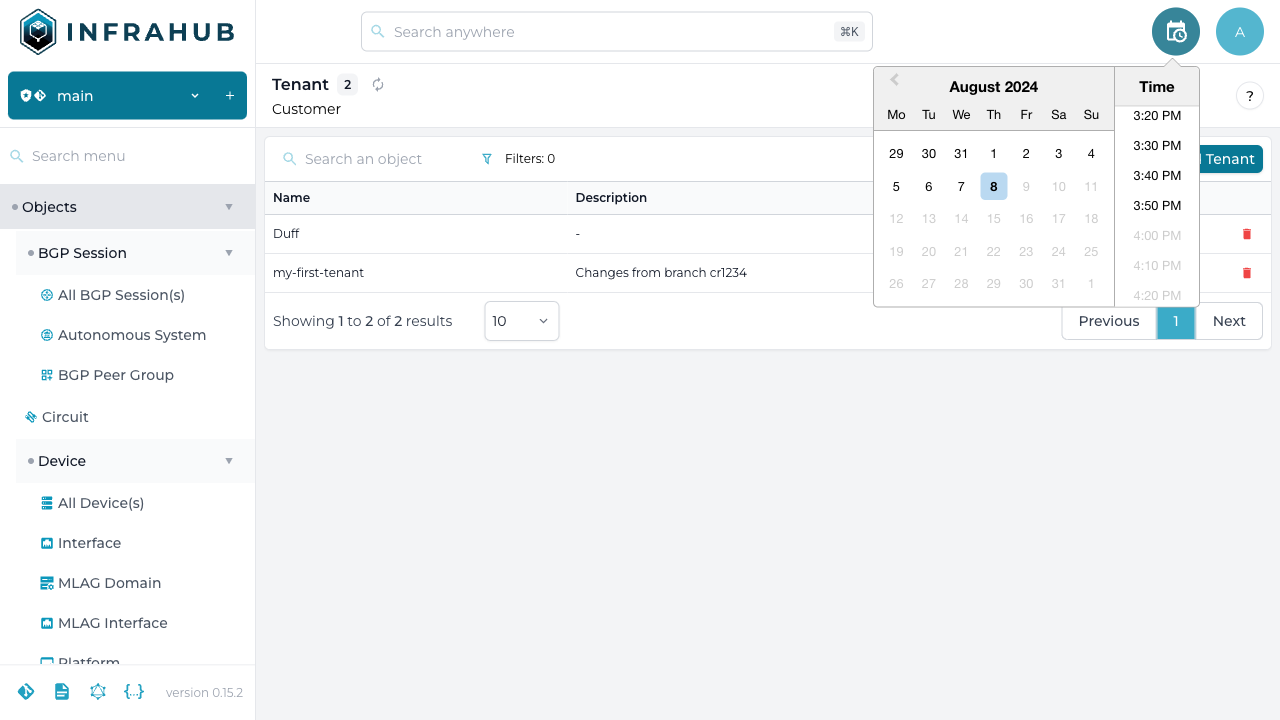 INFRAHUB
Search anywhere
⌘K
A
main
+
Search menu
Objects
BGP Session
All BGP Session(s)
Autonomous System
BGP Peer Group
Circuit
Device
All Device(s)
Interface
MLAG Domain
MLAG Interface
Platform
version 0.15.2
Tenant 2
Customer
?
Search an object
Filters: 0
Tenant
Name Description
Duff -
my-first-tenant Changes from branch cr1234
Showing 1 to 2 of 2 results
10
Previous 1 Next
August 2024
Mo Tu We Th Fr Sa Su
29 30 31 1 2 3 4
5 6 7 8 9 10 11
12 13 14 15 16 17 18
19 20 21 22 23 24 25
26 27 28 29 30 31 1
Time
3:20 PM
3:30 PM
3:40 PM
3:50 PM
4:00 PM
4:10 PM
4:20 PM